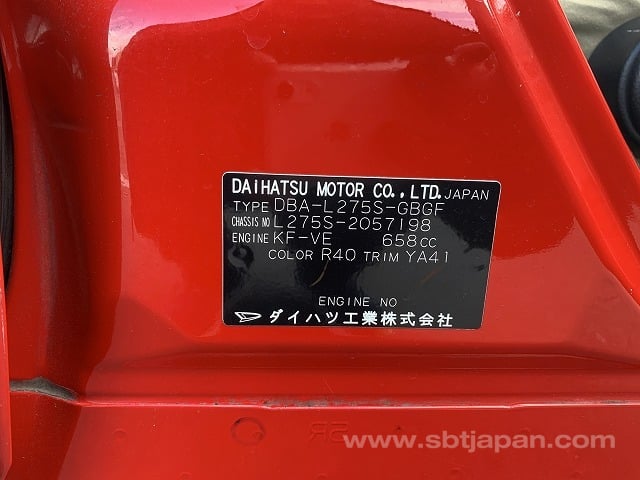 DAIHATSU MOTOR CO.,LTD. JAPAN
TYPE DBA-L275S-GBGF
CHASSIS NO L275S-2057198
ENGINE KF-VE 658CC
COLOR R40 TRIM YA41
ENGINE NO
ダイハツ工業株式会社
www.sbtjapan.com